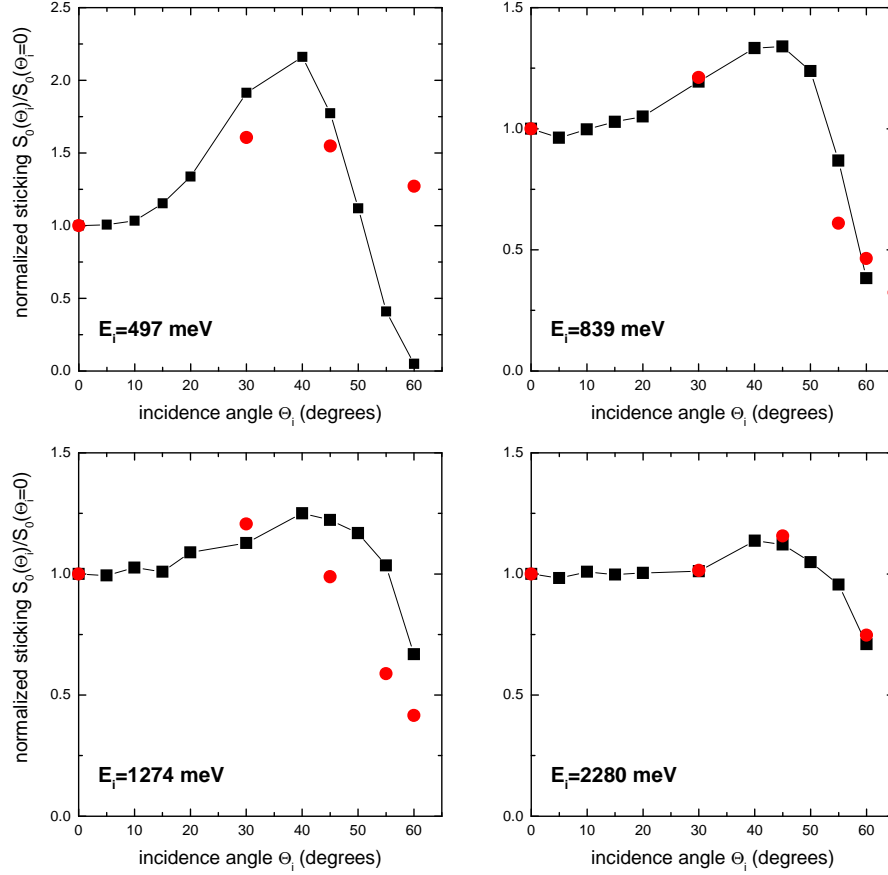 2.5
2.0
1.5
1.0
0.5
0.0
0 10 20 30 40 50 60
normalized sticking S₀(Θᵢ)/S₀(Θᵢ=0)
Eᵢ=497 meV
incidence angle Θᵢ (degrees)
1.5
1.0
0.5
0.0
0 10 20 30 40 50 60
Eᵢ=839 meV
incidence angle Θᵢ (degrees)
1.5
1.0
0.5
0.0
0 10 20 30 40 50 60
normalized sticking S₀(Θᵢ)/S₀(Θᵢ=0)
Eᵢ=1274 meV
incidence angle Θᵢ (degrees)
1.5
1.0
0.5
0.0
0 10 20 30 40 50 60
Eᵢ=2280 meV
incidence angle Θᵢ (degrees)